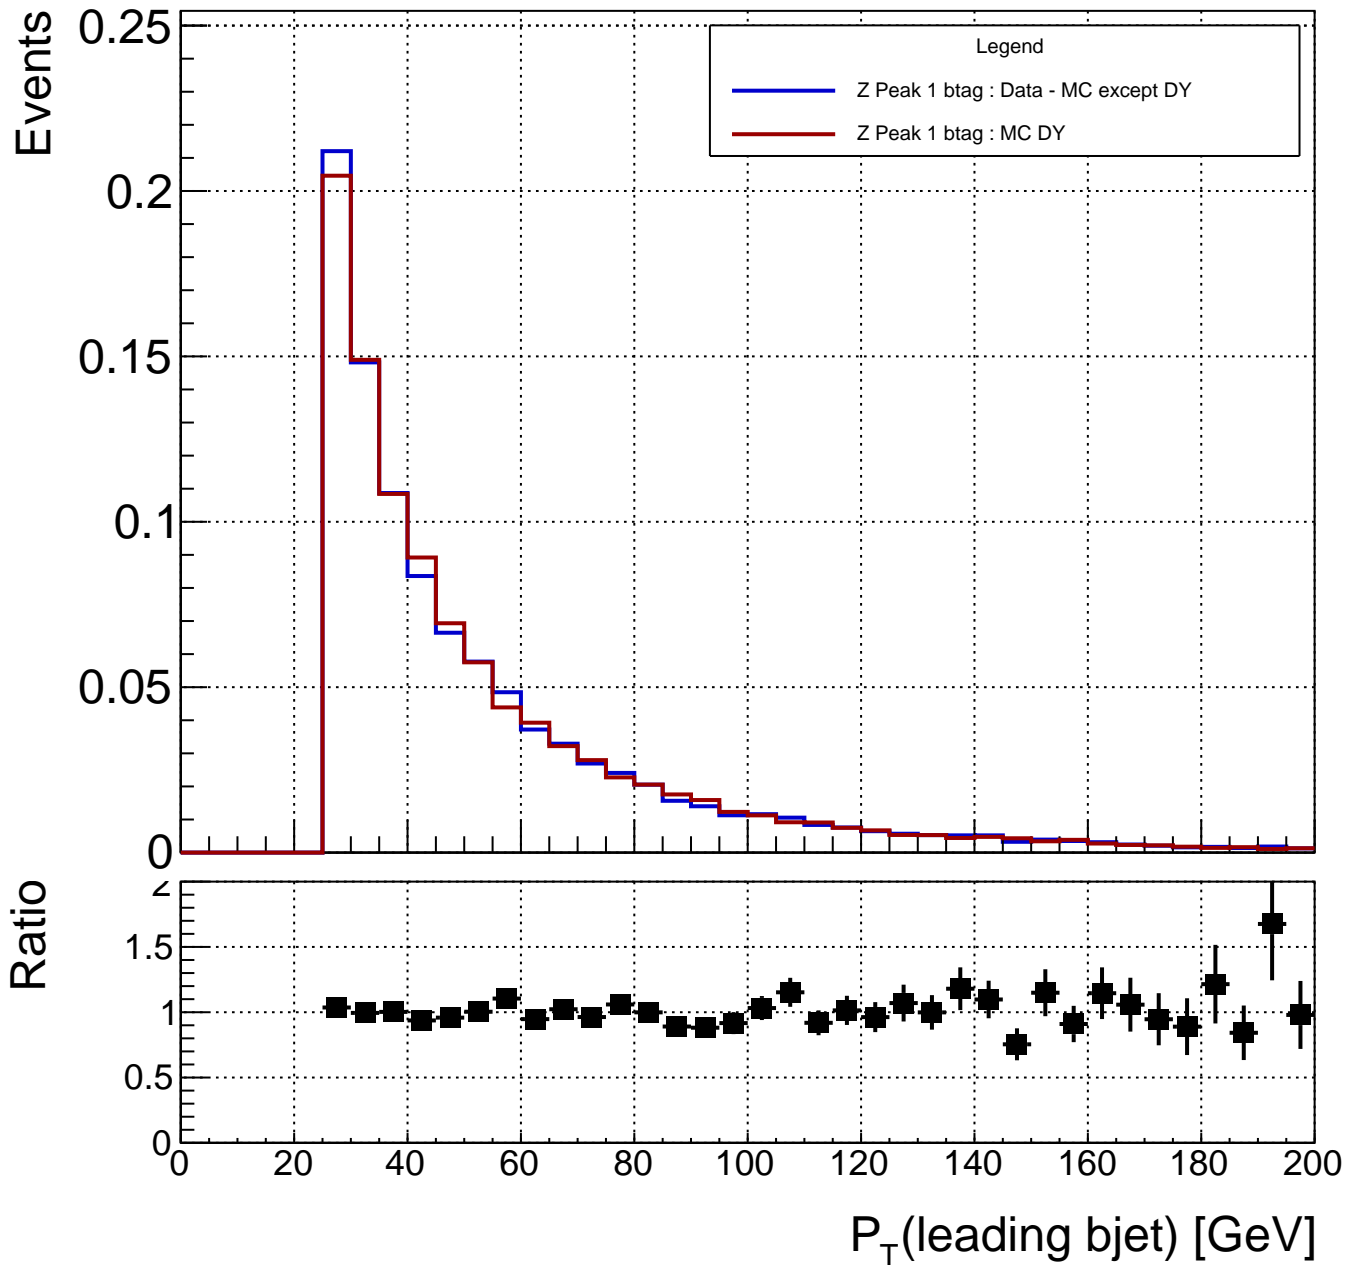 Events
0.25
0.2
0.15
0.1
0.05
0
Legend
Z Peak 1 btag : Data - MC except DY
Z Peak 1 btag : MC DY
Ratio
2
1.5
1
0.5
0
0 20 40 60 80 100 120 140 160 180 200
P_T(leading bjet) [GeV]